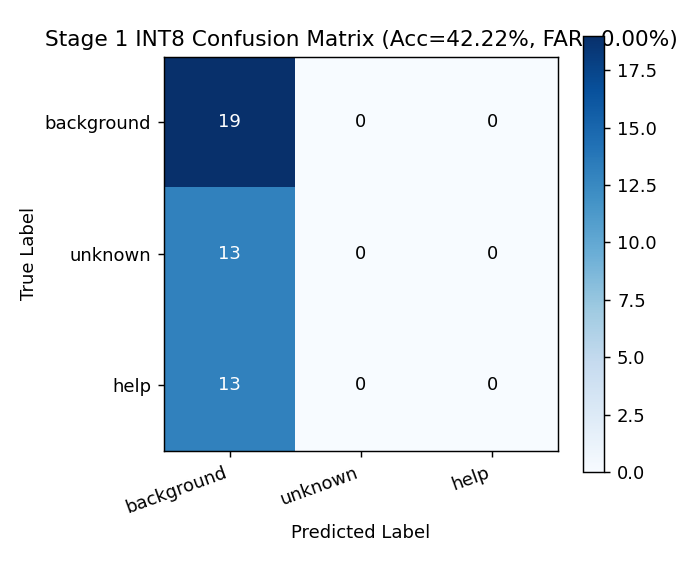 Stage 1 INT8 Confusion Matrix (Acc=42.22%, FAR=0.00%)
17.5
background 19 0 0
15.0
12.5
True Label
unknown 13 0 0
10.0
7.5
5.0
help 13 0 0
2.5
0.0
background unknown help
Predicted Label